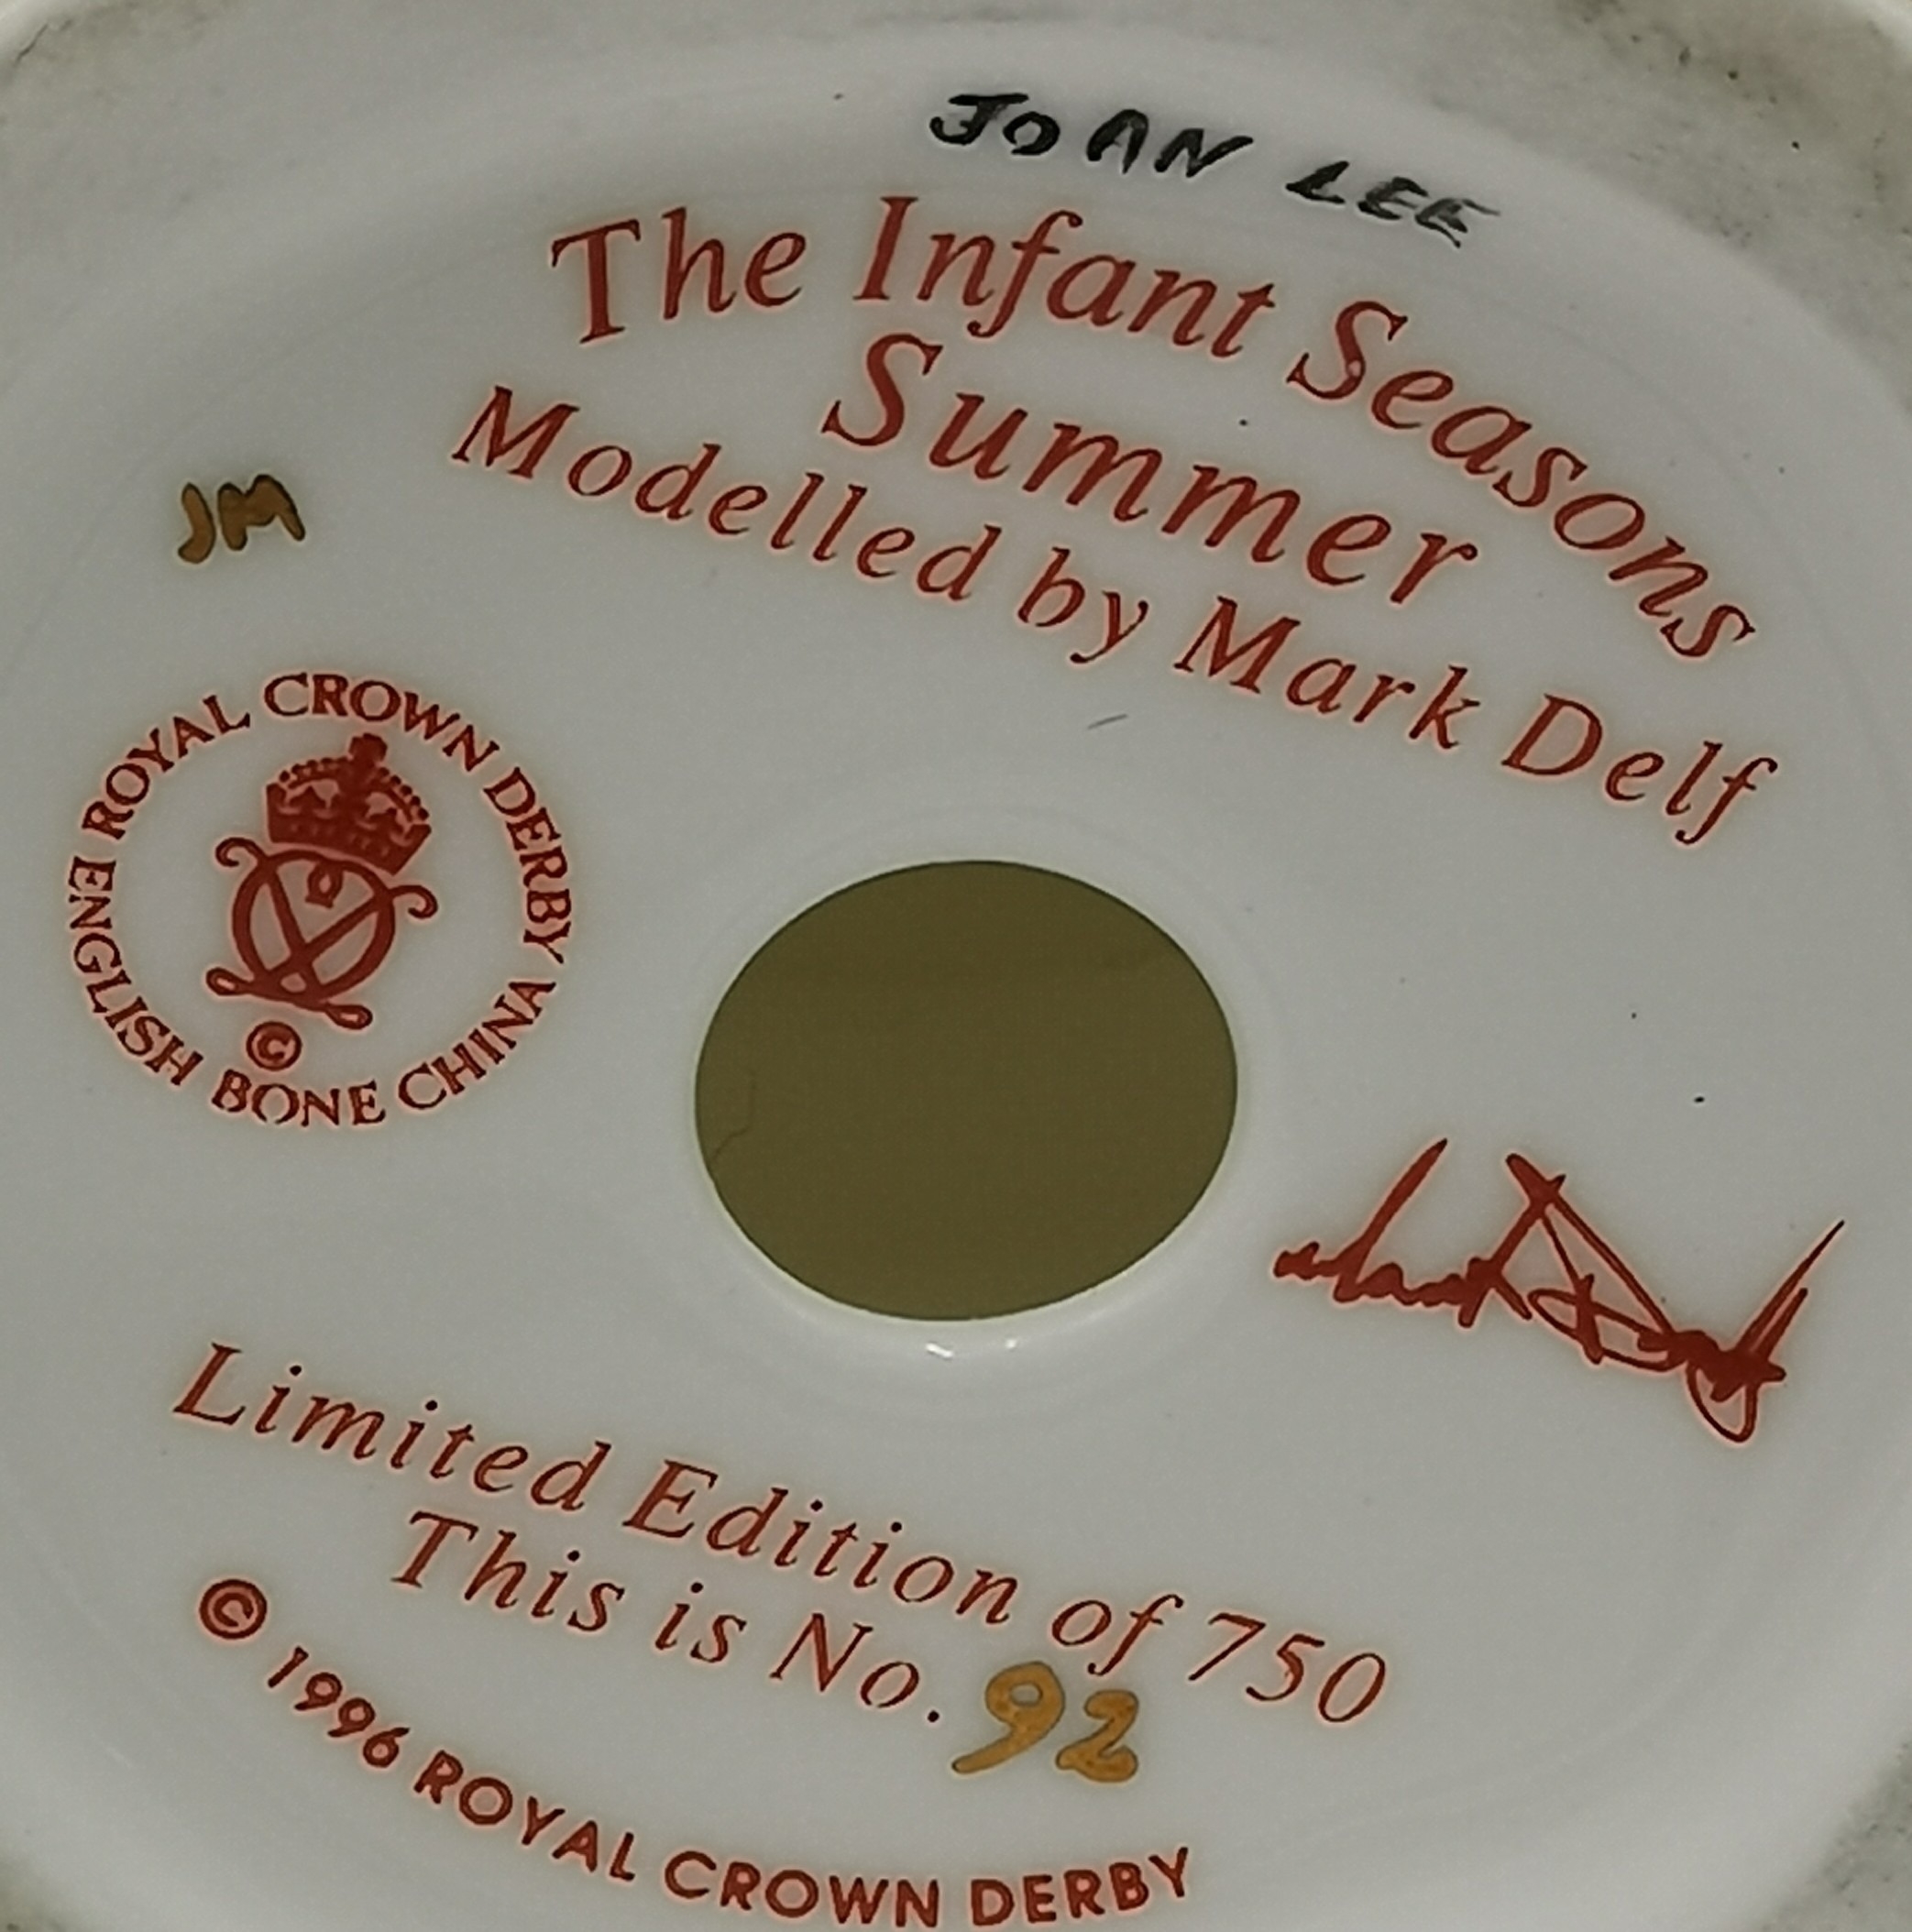 JOAN LEE
The Infant Seasons
Summer
Modelled by Mark Delf
JM
ROYAL CROWN DERBY
©
ENGLISH BONE CHINA
Limited Edition of 750
This is No. 92
© 1996 ROYAL CROWN DERBY